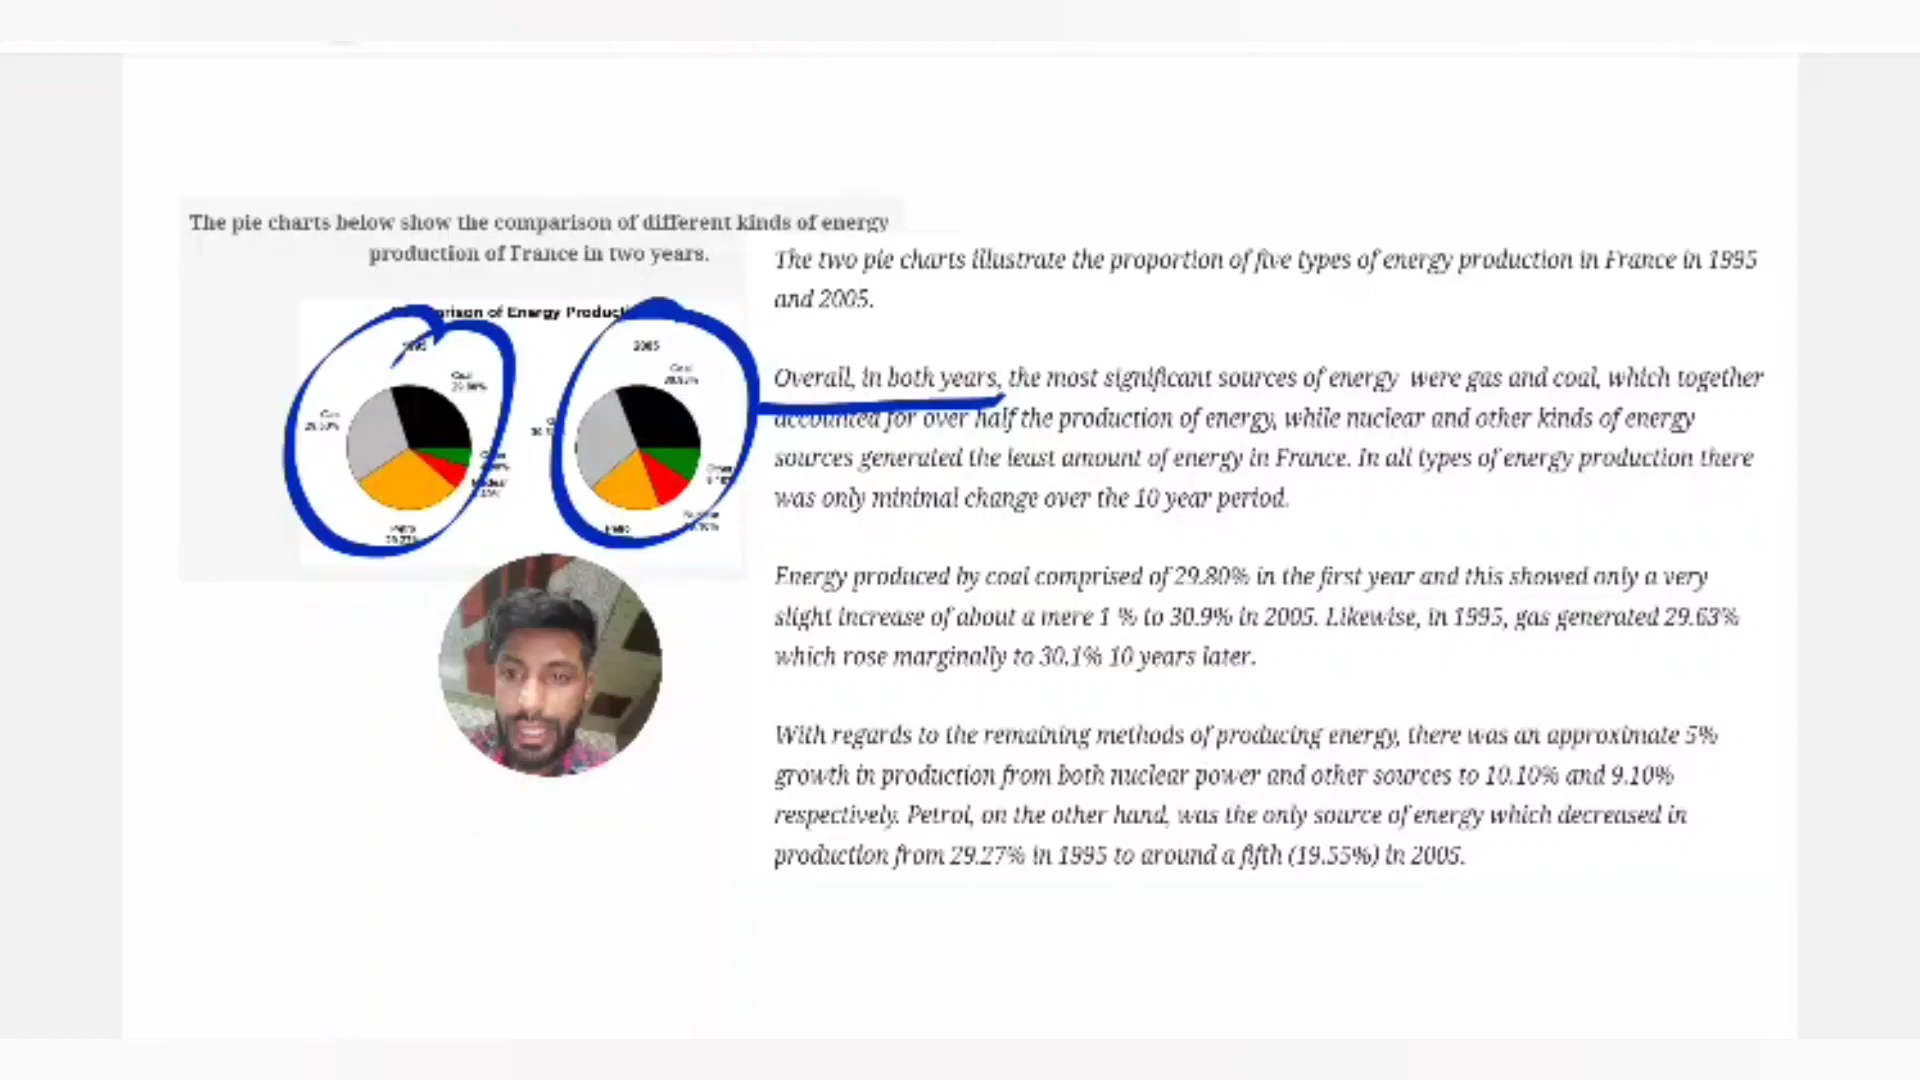 The pie charts below show the comparison of different kinds of energy
production of France in two years.
of Energy
2005
Coal
29.80%
The two pie charts illustrate the proportion of five types of energy production in France in 1995
and 2005.
Overall, in both years, the most significant sources of energy were gas and coal, which together
accounted for over half the production of energy, while nuclear and other kinds of energy
sources generated the least amount of energy in France. In all types of energy production there
was only minimal change over the 10 year period.
Energy produced by coal comprised of 29.80% in the first year and this showed only a very
slight increase of about a mere 1 % to 30.9% in 2005. Likewise, in 1995, gas generated 29.63%
which rose marginally to 30.1% 10 years later.
With regards to the remaining methods of producing energy, there was an approximate 5%
growth in production from both nuclear power and other sources to 10.10% and 9.10%
respectively. Petrol, on the other hand, was the only source of energy which decreased in
production from 29.27% in 1995 to around a fifth (19.55%) in 2005.